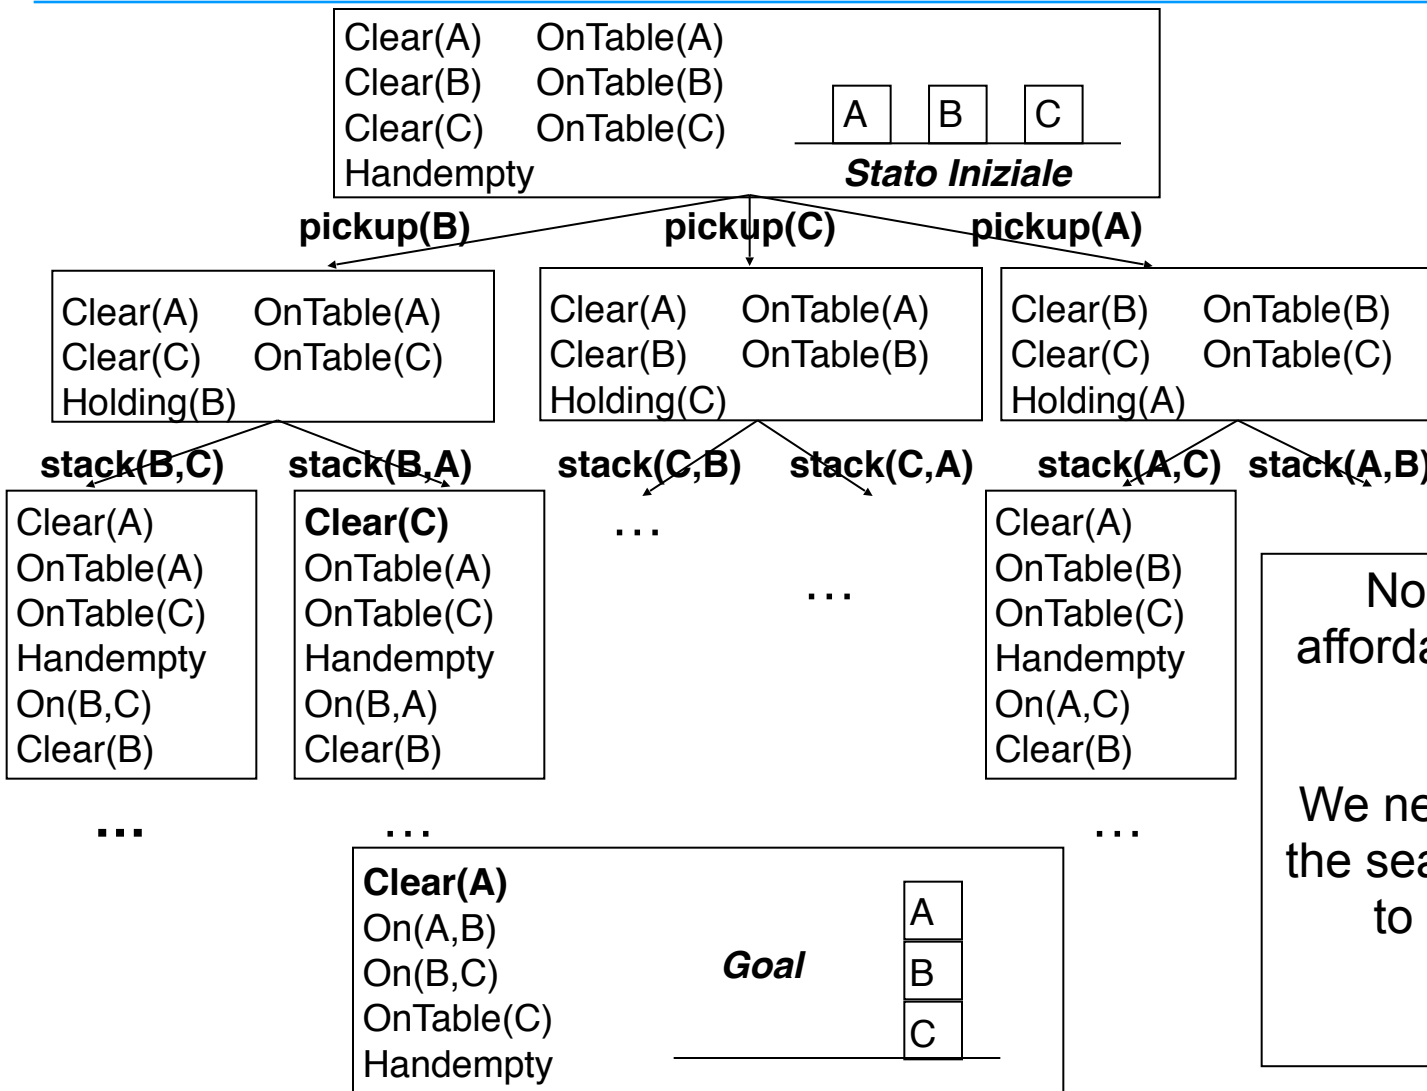 Clear(A) OnTable(A)
Clear(B) OnTable(B)
Clear(C) OnTable(C)
Handempty
A B C
Stato Iniziale
pickup(B) pickup(C) pickup(A)
Clear(A) OnTable(A)
Clear(C) OnTable(C)
Holding(B)
Clear(A) OnTable(A)
Clear(B) OnTable(B)
Holding(C)
Clear(B) OnTable(B)
Clear(C) OnTable(C)
Holding(A)
stack(B,C) stack(B,A) stack(C,B) stack(C,A) stack(A,C) stack(A,B)
Clear(A)
OnTable(A)
OnTable(C)
Handempty
On(B,C)
Clear(B)
...
Clear(C)
OnTable(A)
OnTable(C)
Handempty
On(B,A)
Clear(B)
...
...
...
Clear(A)
OnTable(B)
OnTable(C)
Handempty
On(A,C)
Clear(B)
...
No
afforda
We ne
the sea
to
Clear(A)
On(A,B)
On(B,C)
OnTable(C)
Handempty
Goal
A
B
C